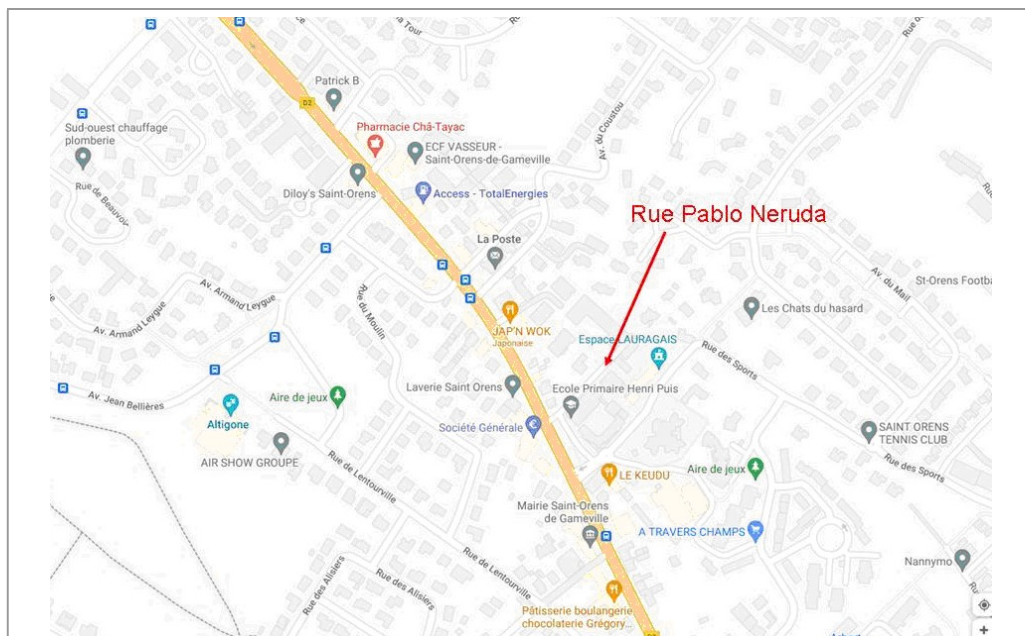 la Tour
Patrick B
D2
Sud-ouest chauffage
plomberie
Pharmacie Châ-Tayac
ECF VASSEUR -
Saint-Orens-de-Gameville
Av. du Coustou
Rue de Beauvoir
Diloy's Saint-Orens
Access - TotalEnergies
Rue Pablo Neruda
La Poste
Av. Armand Leygue
St-Orens Footba
Av. du Mail
Les Chats du hasard
Rue du Moulin
JAP'N WOK
Japonaise
Espace LAURAGAIS
Av. Armand Leygue
Rue des Sports
Laverie Saint Orens
Ecole Primaire Henri Puis
Av. Jean Bellières
Aire de jeux
Altigone
Société Générale
SAINT ORENS
TENNIS CLUB
AIR SHOW GROUPE
Rue de Lentourville
LE KEUDU
Aire de jeux
Rue des Sports
Mairie Saint-Orens
de Gameville
A TRAVERS CHAMPS
Nannymo
Rue des Alisiers
Rue de Lentourville
Rue des Alisiers
Pâtisserie boulangerie
chocolaterie Grégory...